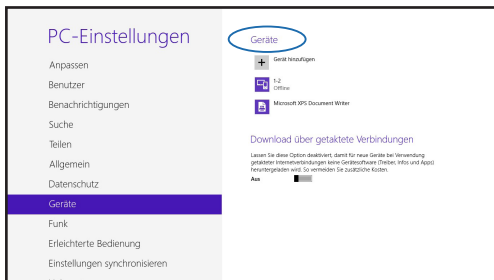 PC-Einstellungen
Anpassen
Benutzer
Benachrichtigungen
Suche
Teilen
Allgemein
Datenschutz
Geräte
Funk
Erleichterte Bedienung
Einstellungen synchronisieren
Geräte
Gerät hinzufügen
1-2
Offline
Microsoft XPS Document Writer
Download über getaktete Verbindungen
Lassen Sie diese Option deaktiviert, damit für neue Geräte bei Verwendung
getakteter Internetverbindungen keine Gerätesoftware (Treiber, Infos und Apps)
heruntergeladen wird. So vermeiden Sie zusätzliche Kosten.
Aus